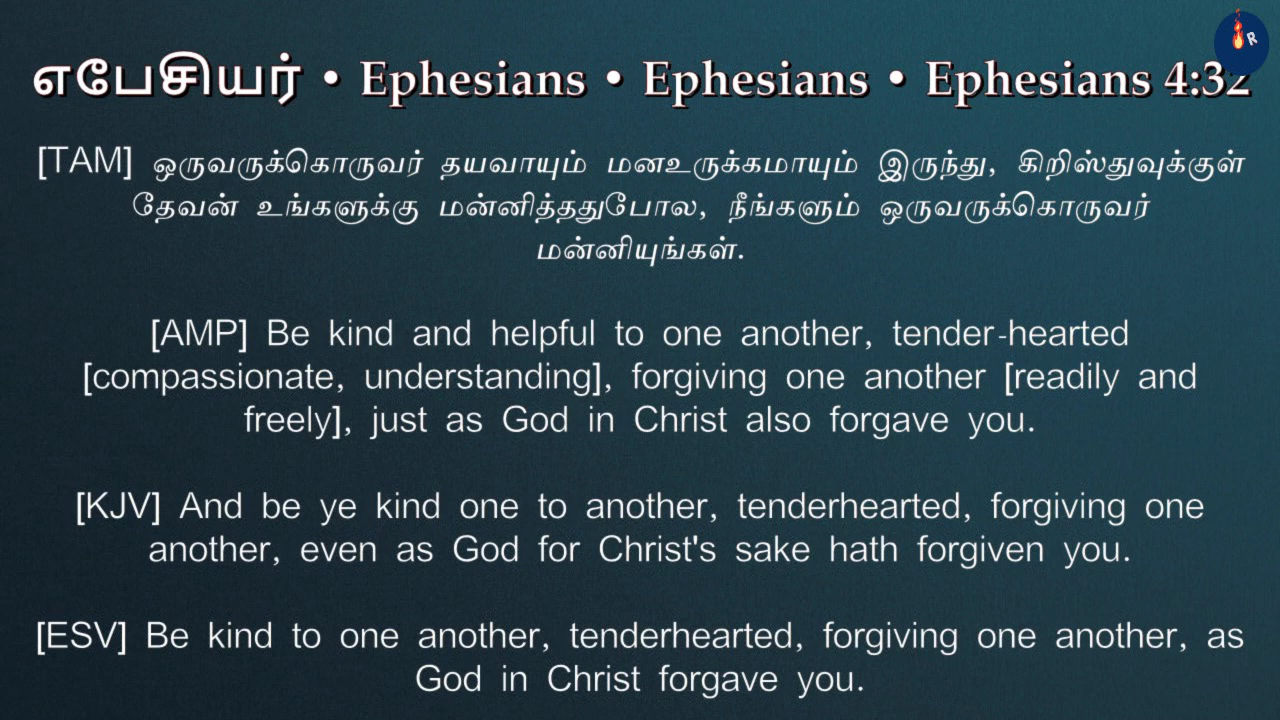 எபேசியர் • Ephesians • Ephesians • Ephesians 4:32
R
[TAM] ஒருவருக்கொருவர் தயவாயும் மனஉருக்கமாயும் இருந்து, கிறிஸ்துவுக்குள்
தேவன் உங்களுக்கு மன்னித்ததுபோல, நீங்களும் ஒருவருக்கொருவர்
மன்னியுங்கள்.
[AMP] Be kind and helpful to one another, tender-hearted
[compassionate, understanding], forgiving one another [readily and
freely], just as God in Christ also forgave you.
[KJV] And be ye kind one to another, tenderhearted, forgiving one
another, even as God for Christ's sake hath forgiven you.
[ESV] Be kind to one another, tenderhearted, forgiving one another, as
God in Christ forgave you.